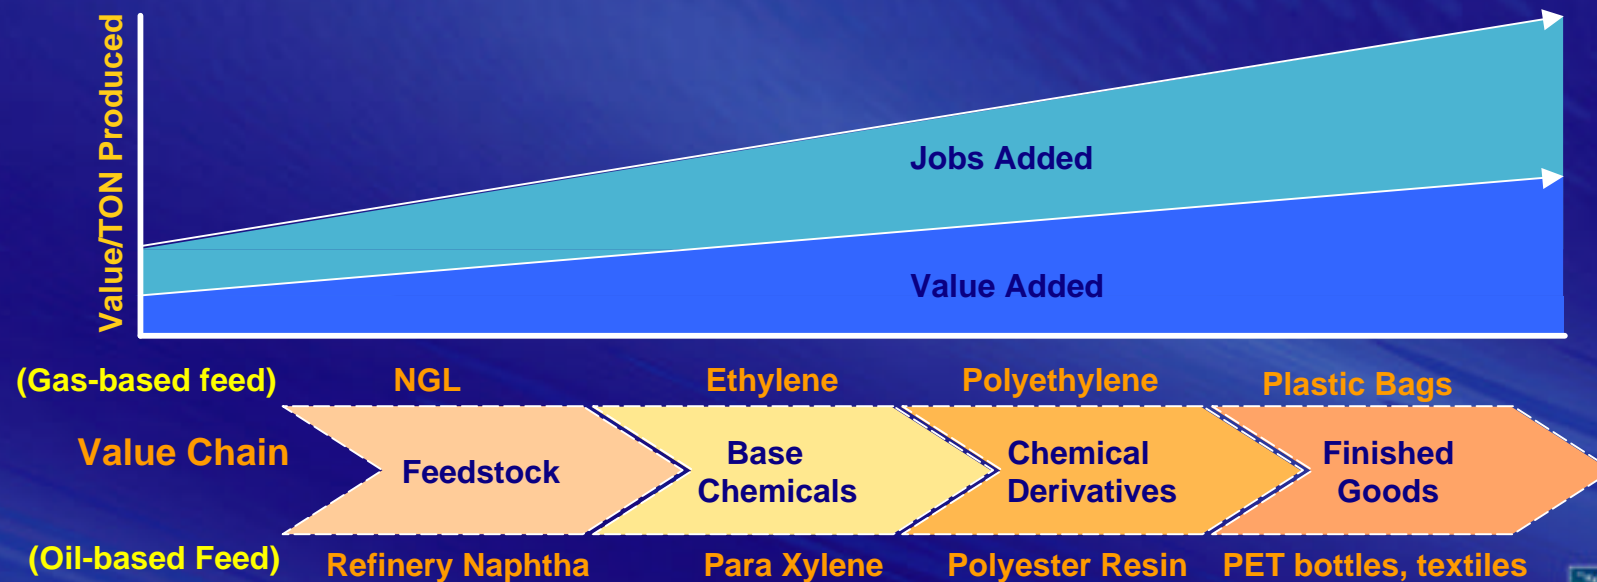 Value/TON Produced
Jobs Added
Value Added
(Gas-based feed)
NGL
Ethylene
Polyethylene
Plastic Bags
Value Chain
Feedstock
Base
Chemicals
Chemical
Derivatives
Finished
Goods
(Oil-based Feed)
Refinery Naphtha
Para Xylene
Polyester Resin
PET bottles, textiles